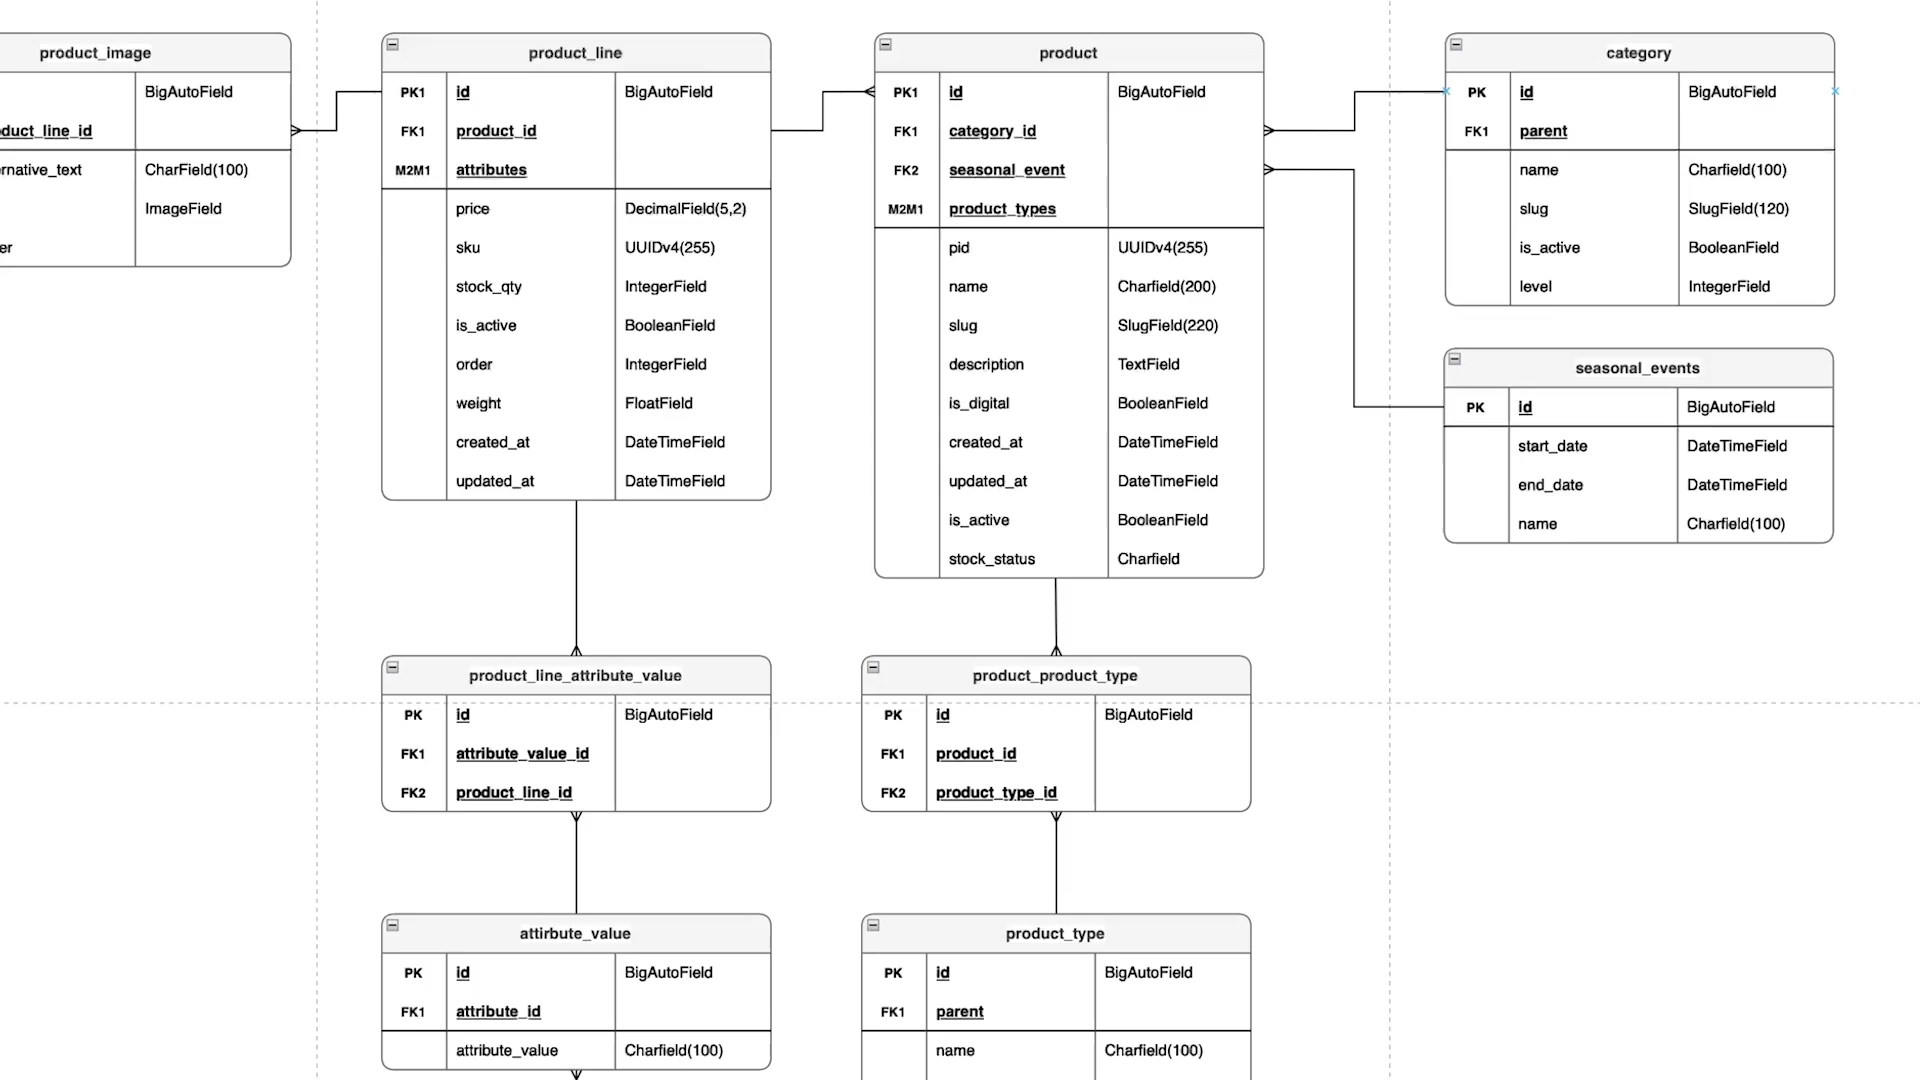 product_image
BigAutoField
duct_line_id
rnative_text CharField(100)
ImageField
er
product_line
PK1 id BigAutoField
FK1 product_id
M2M1 attributes
price DecimalField(5,2)
sku UUIDv4(255)
stock_qty IntegerField
is_active BooleanField
order IntegerField
weight FloatField
created_at DateTimeField
updated_at DateTimeField
product
PK1 id BigAutoField
FK1 category_id
FK2 seasonal_event
M2M1 product_types
pid UUIDv4(255)
name Charfield(200)
slug SlugField(220)
description TextField
is_digital BooleanField
created_at DateTimeField
updated_at DateTimeField
is_active BooleanField
stock_status Charfield
category
PK id BigAutoField
FK1 parent
name Charfield(100)
slug SlugField(120)
is_active BooleanField
level IntegerField
seasonal_events
PK id BigAutoField
start_date DateTimeField
end_date DateTimeField
name Charfield(100)
product_line_attribute_value
PK id BigAutoField
FK1 attribute_value_id
FK2 product_line_id
product_product_type
PK id BigAutoField
FK1 product_id
FK2 product_type_id
attirbute_value
PK id BigAutoField
FK1 attribute_id
attribute_value Charfield(100)
product_type
PK id BigAutoField
FK1 parent
name Charfield(100)